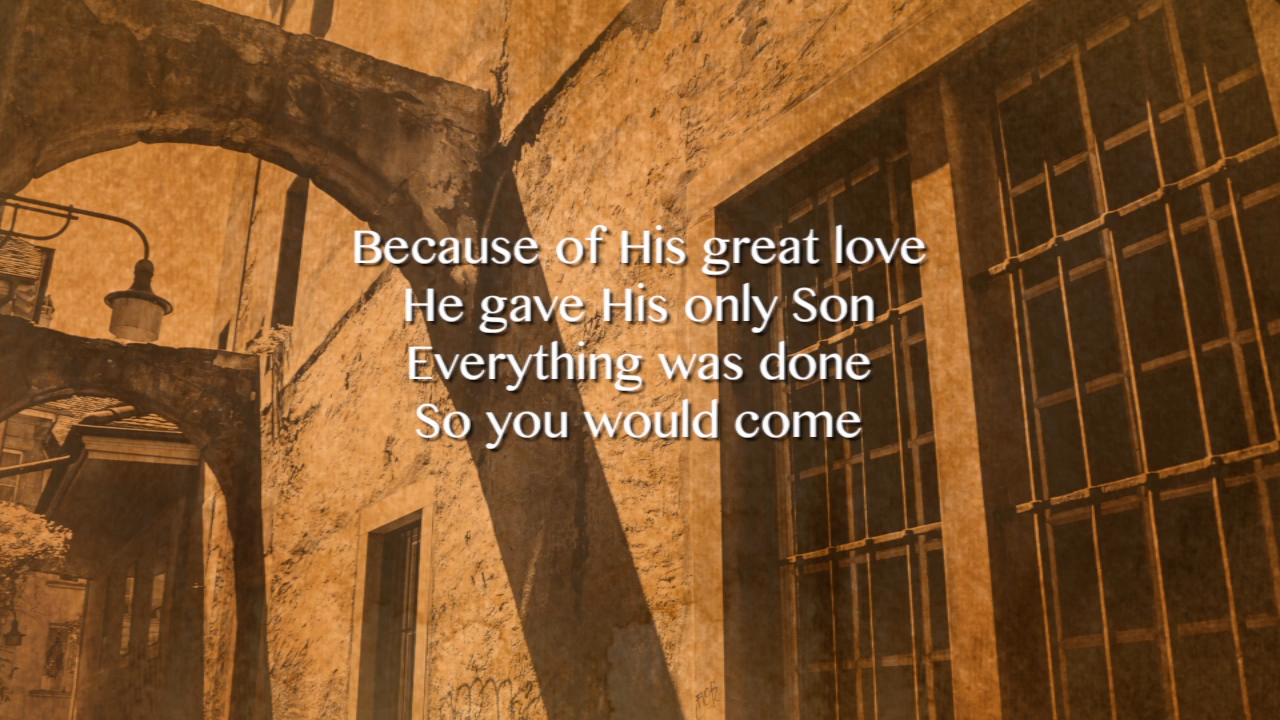 Because of His great love
He gave His only Son
Everything was done
So you would come